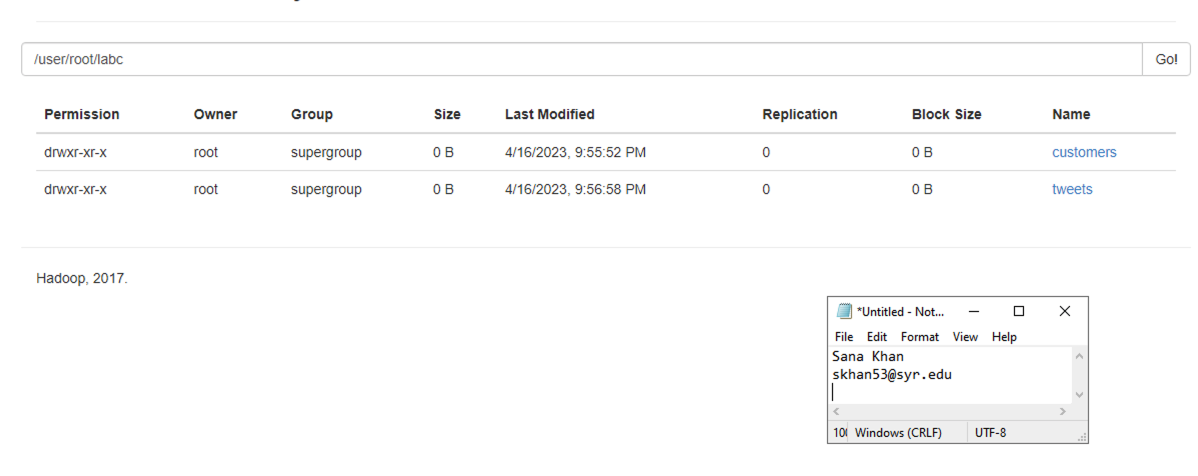 /user/root/labc Go!
Permission Owner Group Size Last Modified Replication Block Size Name
drwxr-xr-x root supergroup 0 B 4/16/2023, 9:55:52 PM 0 0 B customers
drwxr-xr-x root supergroup 0 B 4/16/2023, 9:56:58 PM 0 0 B tweets
Hadoop, 2017.
*Untitled - Not...
File Edit Format View Help
Sana Khan
skhan53@syr.edu
Windows (CRLF) UTF-8